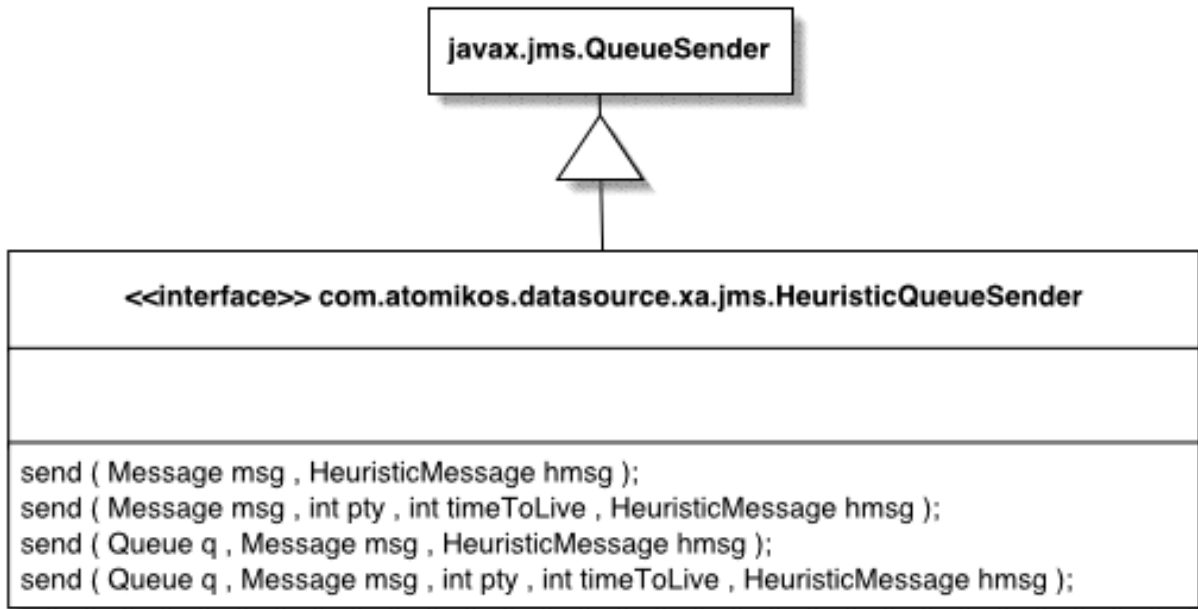 javax.jms.QueueSender
<<interface>> com.atomikos.datasource.xa.jms.HeuristicQueueSender
send ( Message msg , HeuristicMessage hmsg );
send ( Message msg , int pty , int timeToLive , HeuristicMessage hmsg );
send ( Queue q , Message msg , HeuristicMessage hmsg );
send ( Queue q , Message msg , int pty , int timeToLive , HeuristicMessage hmsg );